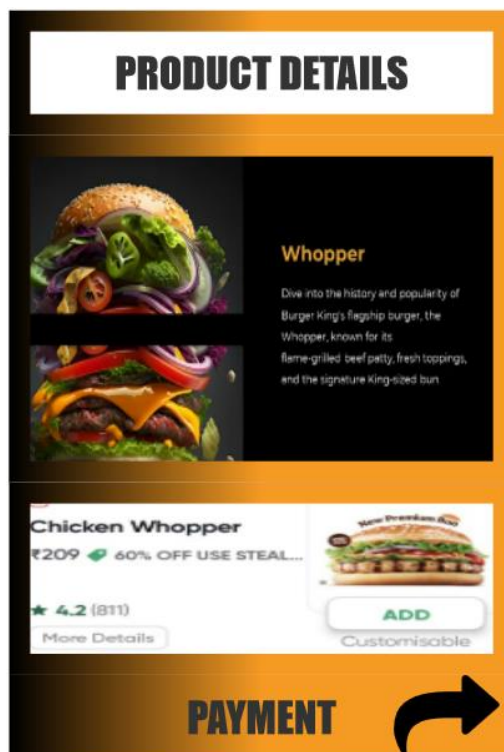 PRODUCT DETAILS
Whopper
Dive into the history and popularity of
Burger King's flagship burger, the
Whopper, known for its
flame-grilled beef patty, fresh toppings,
and the signature King-sized bun
Chicken Whopper
₹209 60% OFF USE STEAL...
New Premium
★ 4.2 (811)
ADD
More Details
Customisable
PAYMENT